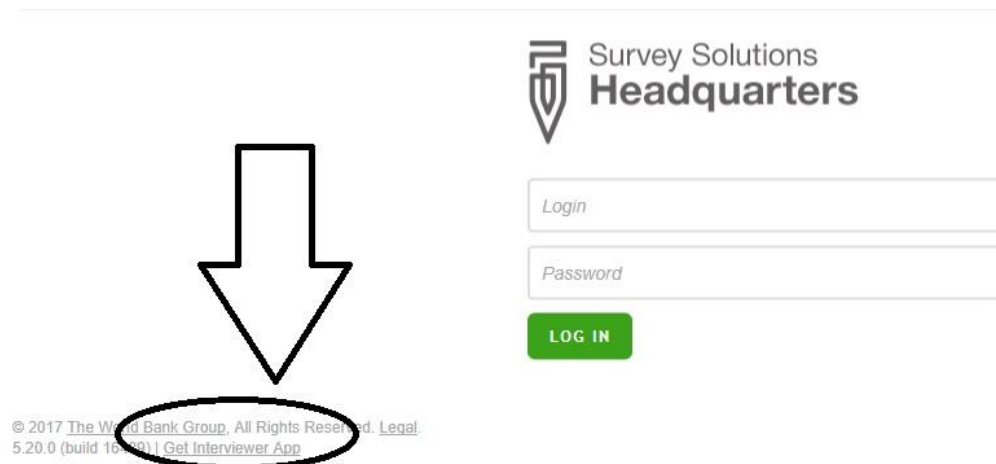 Survey Solutions
Headquarters
Login
Password
LOG IN
© 2017 The World Bank Group, All Rights Reserved. Legal.
5.20.0 (build | Get Interviewer App